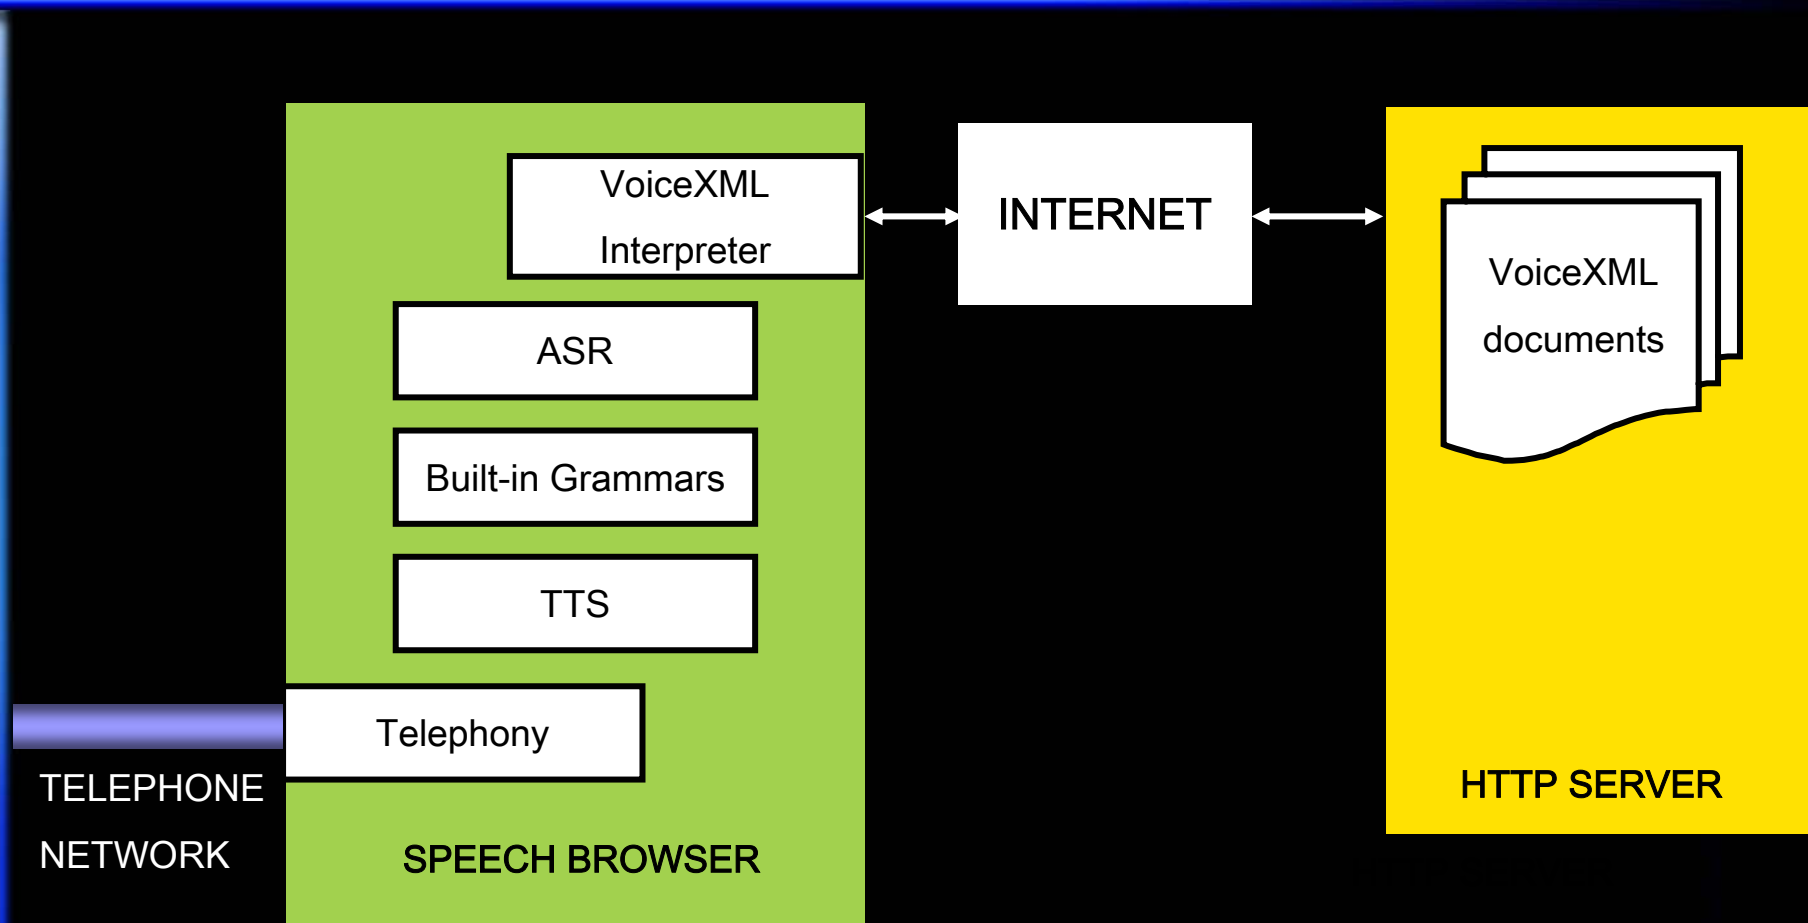 VoiceXML
Interpreter
ASR
Built-in Grammars
TTS
Telephony
SPEECH BROWSER
TELEPHONE
NETWORK
INTERNET
VoiceXML
documents
HTTP SERVER